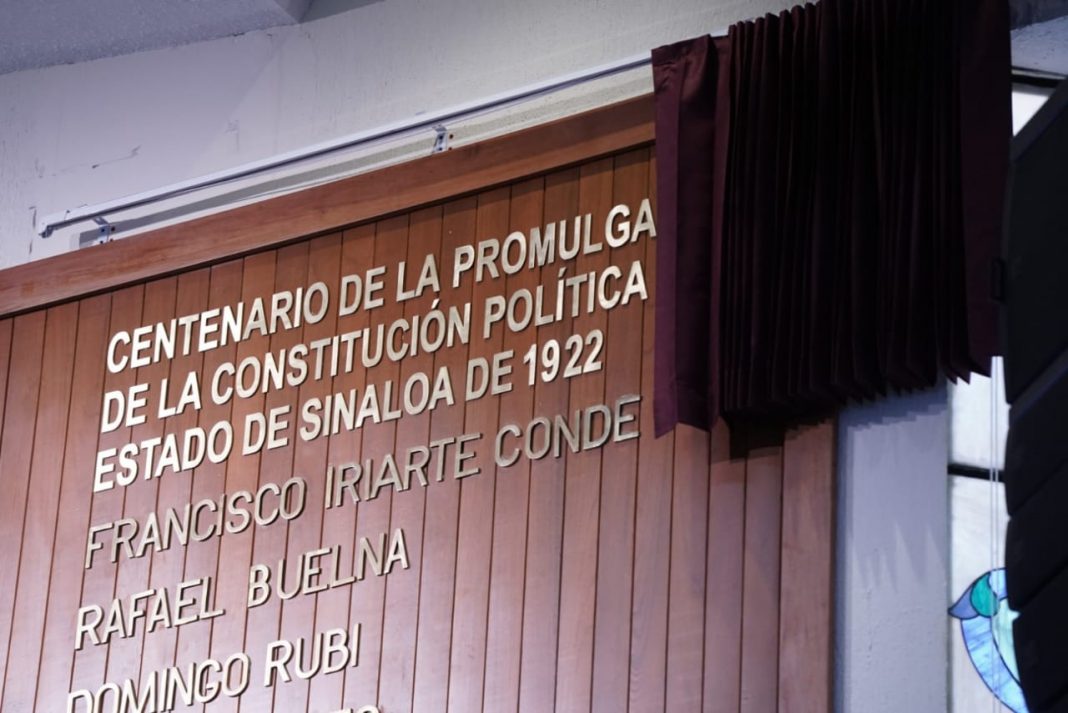 CENTENARIO DE LA PROMULGA
DE LA CONSTITUCIÓN POLÍTICA
ESTADO DE SINALOA DE 1922
FRANCISCO IRIARTE CONDE
RAFAEL BUELNA
DOMINGO RUBI